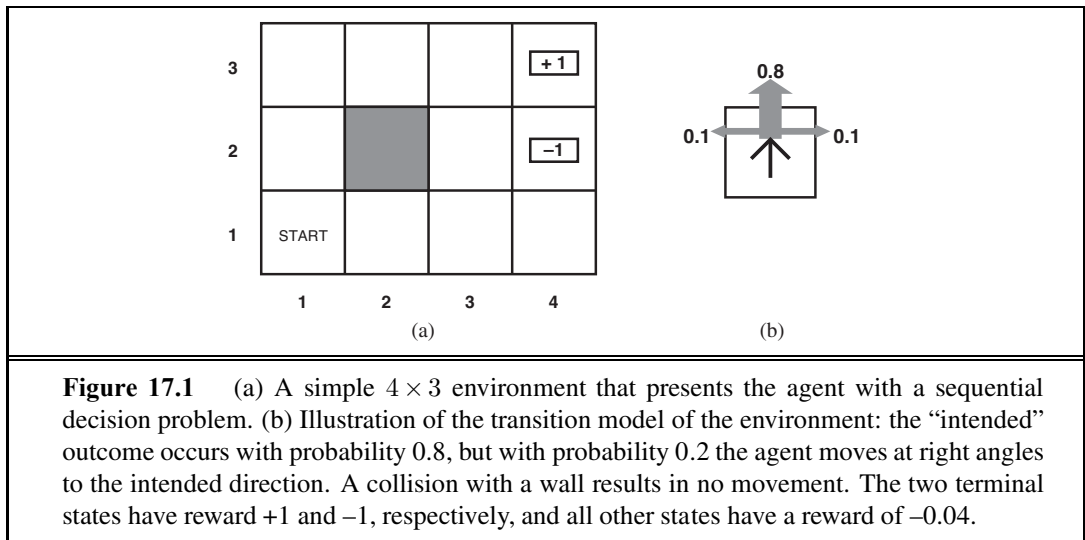 3
+ 1
0.8
0.1
0.1
2
–1
1
START
1 2 3 4
(a)
(b)
Figure 17.1 (a) A simple 4 × 3 environment that presents the agent with a sequential
decision problem. (b) Illustration of the transition model of the environment: the “intended”
outcome occurs with probability 0.8, but with probability 0.2 the agent moves at right angles
to the intended direction. A collision with a wall results in no movement. The two terminal
states have reward +1 and –1, respectively, and all other states have a reward of –0.04.